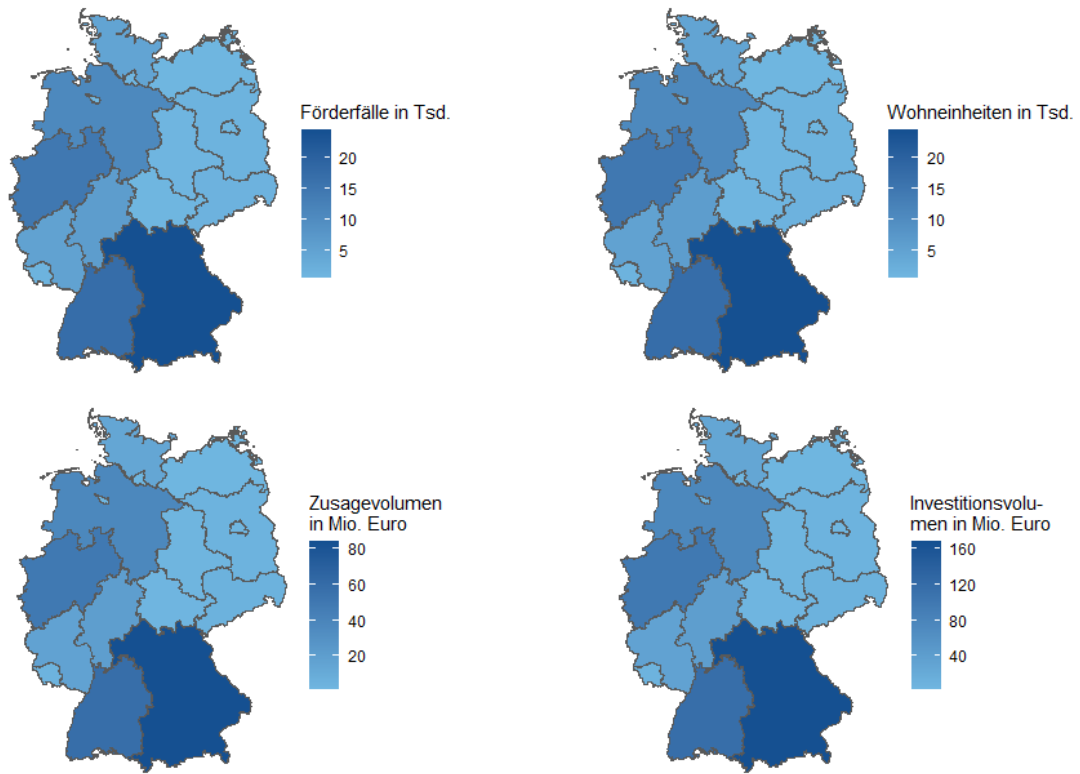 Förderfälle in Tsd.
20
15
10
5
Wohneinheiten in Tsd.
20
15
10
5
Zusagevolumen
in Mio. Euro
80
60
40
20
Investitionsvolu-
men in Mio. Euro
160
120
80
40